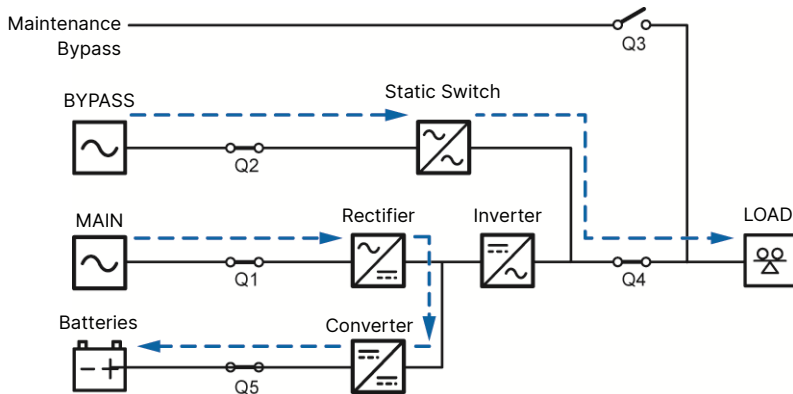 Maintenance
Bypass
Q3
BYPASS
Static Switch
Q2
MAIN
Rectifier
Inverter
LOAD
Q1
Q4
Batteries
Converter
Q5